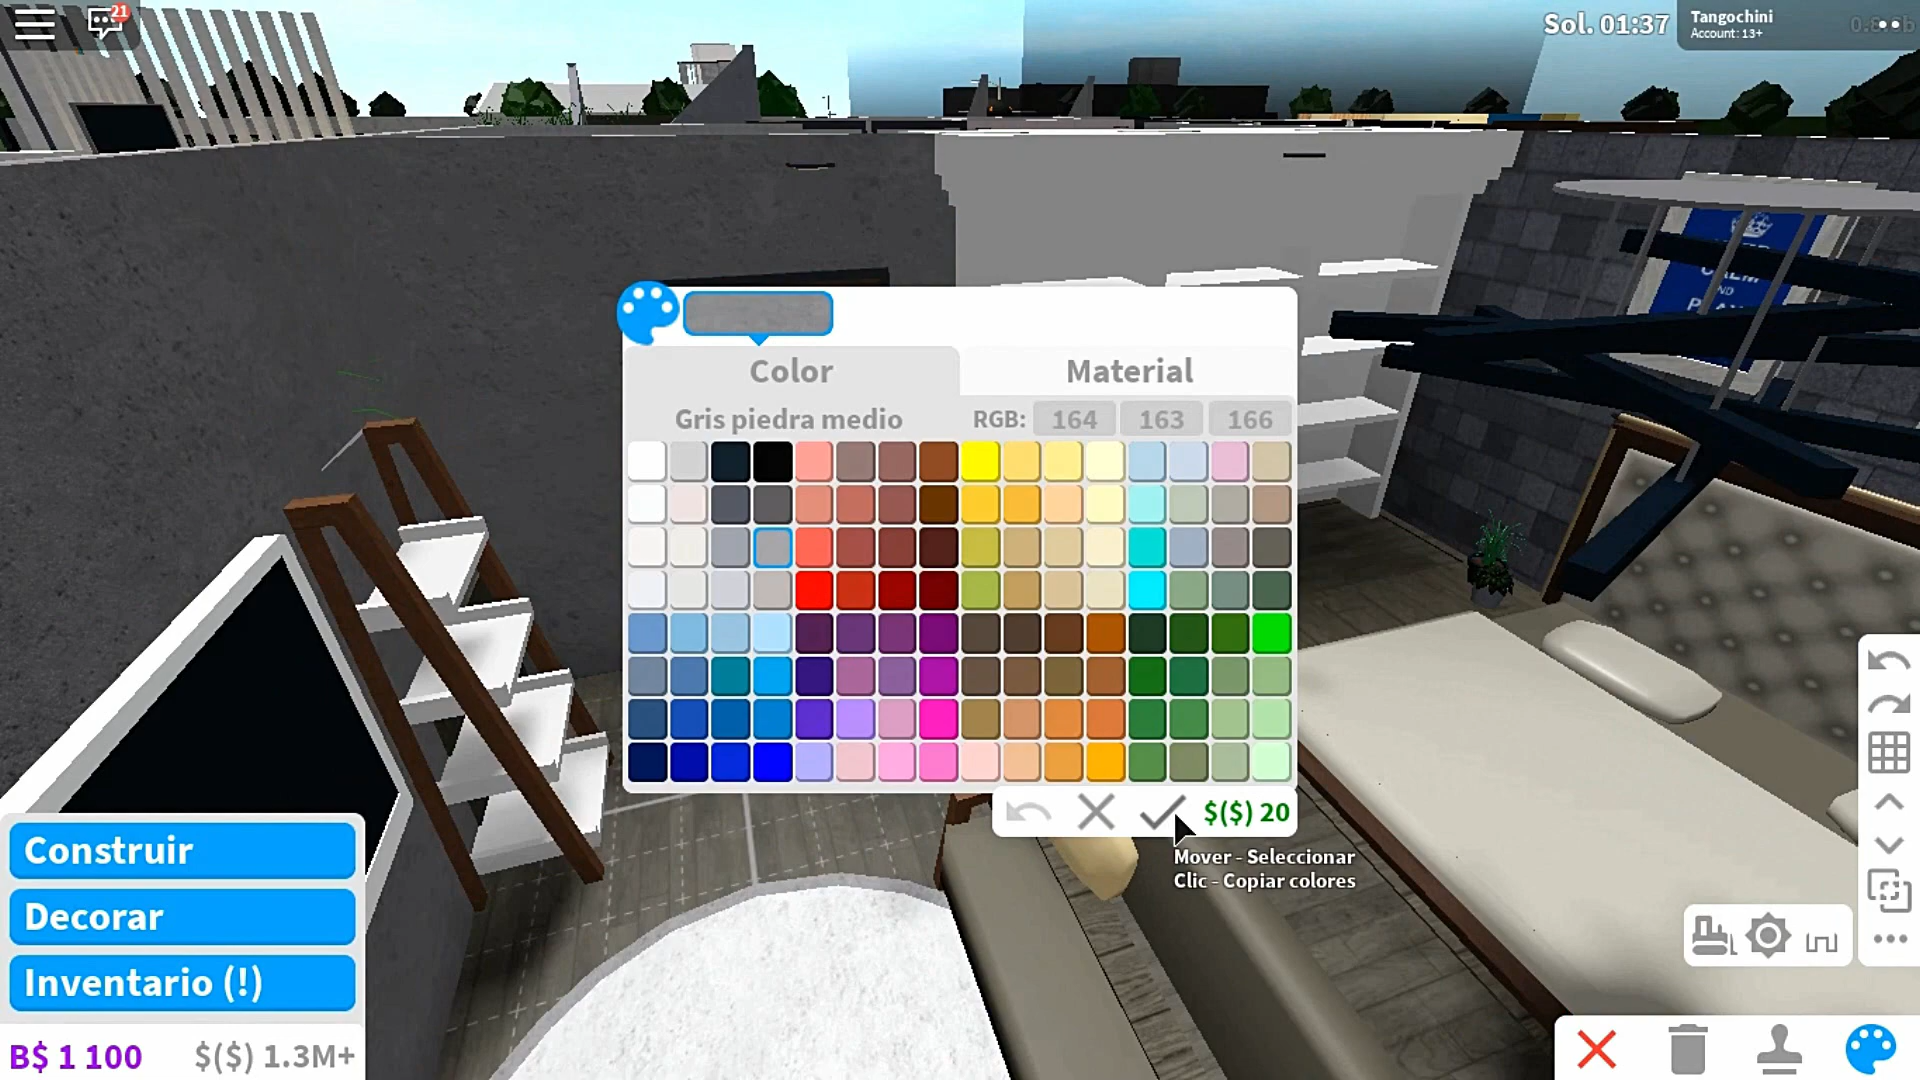 21
Sol. 01:37
Tangochini
Account: 13+
Color
Material
Gris piedra medio
RGB: 164 163 166
$($) 20
Mover - Seleccionar
Clic - Copiar colores
Construir
Decorar
Inventario (!)
B$ 1 100
$($) 1.3M+
AND